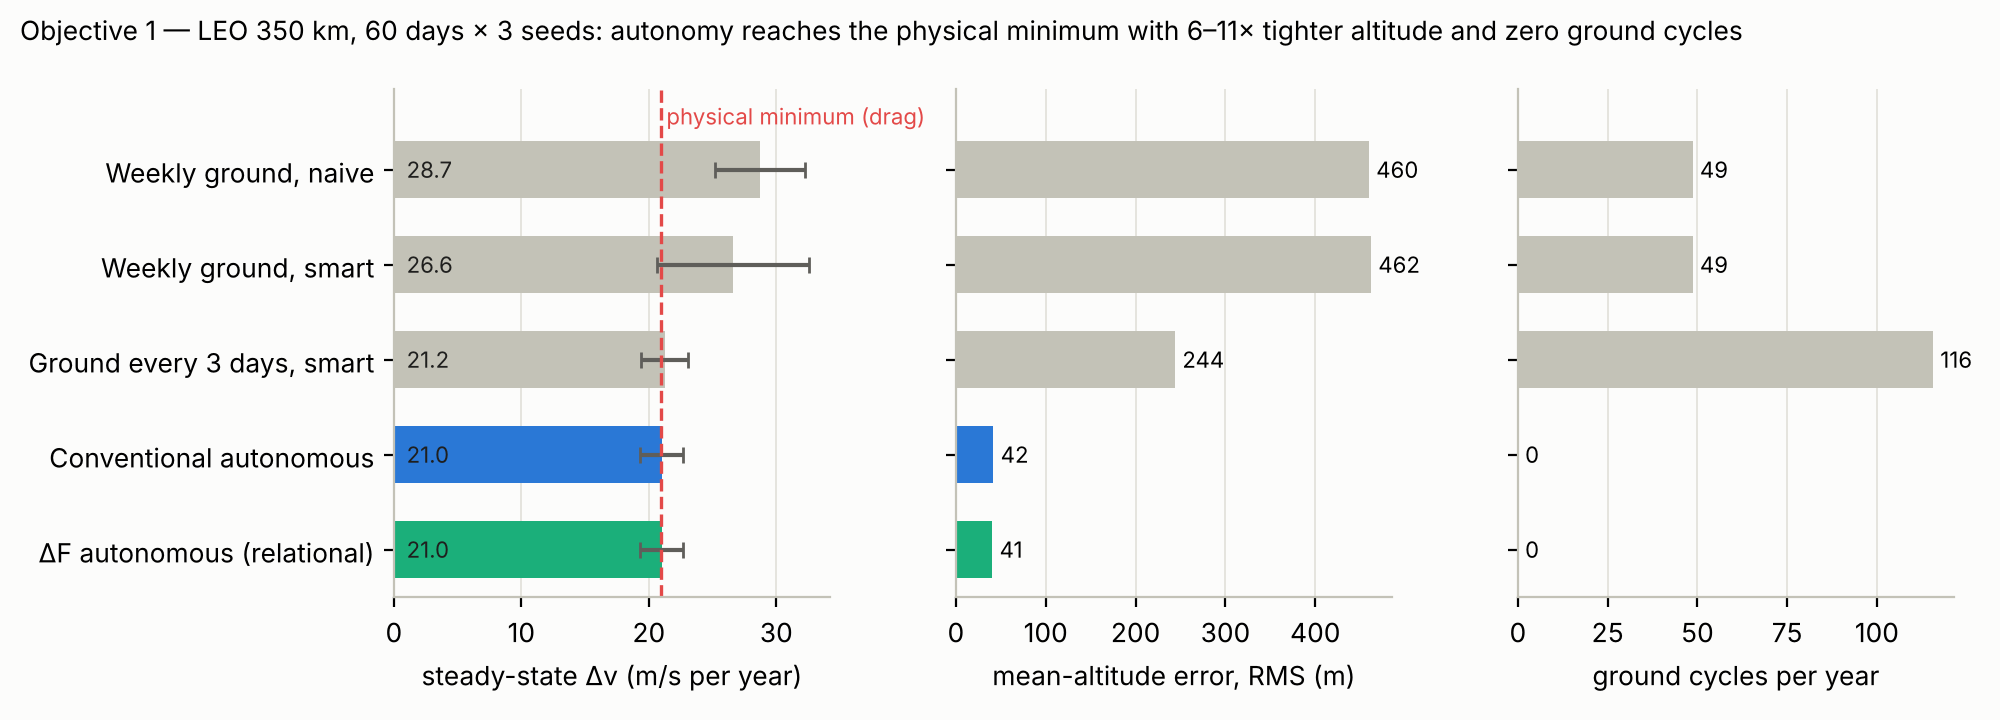 Objective 1 — LEO 350 km, 60 days × 3 seeds: autonomy reaches the physical minimum with 6–11× tighter altitude and zero ground cycles
physical minimum (drag)
Weekly ground, naive 28.7 460 49
Weekly ground, smart 26.6 462 49
Ground every 3 days, smart 21.2 244 116
Conventional autonomous 21.0 42 0
ΔF autonomous (relational) 21.0 41 0
0 10 20 30 0 100 200 300 400 0 25 50 75 100
steady-state Δv (m/s per year) mean-altitude error, RMS (m) ground cycles per year